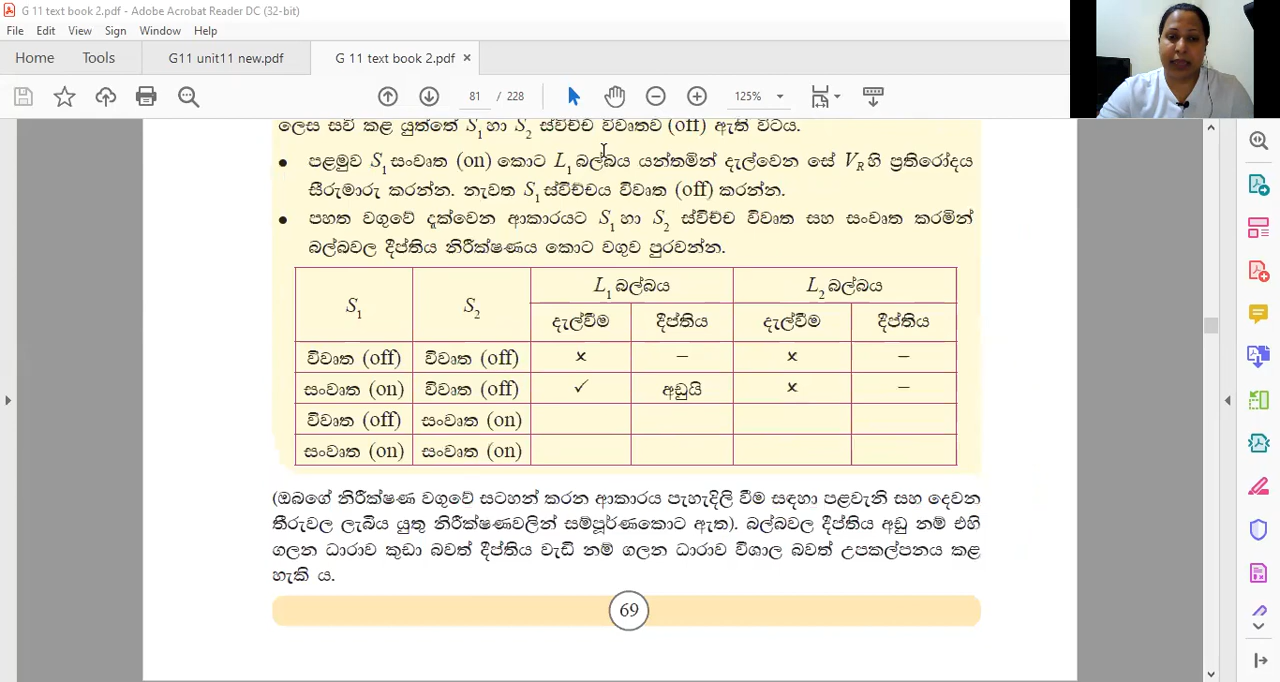 G 11 text book 2.pdf - Adobe Acrobat Reader DC (32-bit)
File Edit View Sign Window Help
Home Tools G11 unit11 new.pdf G 11 text book 2.pdf ×
81 / 228 125%
ලෙස සවි කළ යුත්තේ S1 හා S2 ස්විච්ච විවෘතව (off) ඇති විටය.
• පළමුව S1 සංවෘත (on) කොට L1 බල්බය යන්තමින් දැල්වෙන සේ VR හි ප්‍රතිරෝදය
සීරුමාරු කරන්න. නැවත S1 ස්විච්චය විවෘත (off) කරන්න.
• පහත වගුවේ දැක්වෙන ආකාරයට S1 හා S2 ස්විච්ච විවෘත සහ සංවෘත කරමින්
බල්බවල දීප්තිය නිරීක්ෂණය කොට වගුව පුරවන්න.
S1 S2 L1 බල්බය L2 බල්බය
දැල්වීම දීප්තිය දැල්වීම දීප්තිය
විවෘත (off) විවෘත (off) × – × –
සංවෘත (on) විවෘත (off) ✓ අඩුයි × –
විවෘත (off) සංවෘත (on)
සංවෘත (on) සංවෘත (on)
(ඔබගේ නිරීක්ෂණ වගුවේ සටහන් කරන ආකාරය පැහැදිලි වීම සඳහා පළවැනි සහ දෙවන
තීරුවල ලැබිය යුතු නිරීක්ෂණවලින් සම්පූර්ණකොට ඇත). බල්බවල දීප්තිය අඩු නම් එහි
ගලන ධාරාව කුඩා බවත් දීප්තිය වැඩි නම් ගලන ධාරාව විශාල බවත් උපකල්පනය කළ
හැකි ය.
69